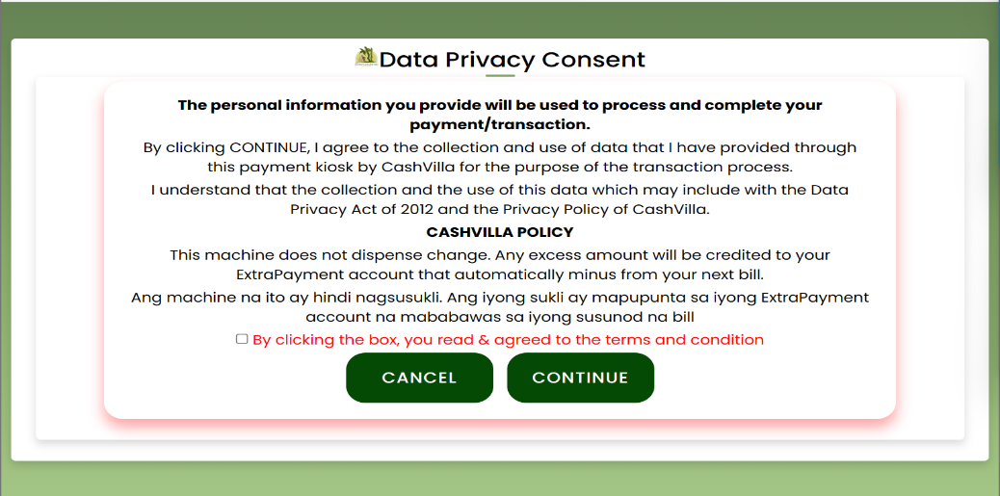 Data Privacy Consent
The personal information you provide will be used to process and complete your
payment/transaction.
By clicking CONTINUE, I agree to the collection and use of data that I have provided through
this payment kiosk by CashVilla for the purpose of the transaction process.
I understand that the collection and the use of this data which may include with the Data
Privacy Act of 2012 and the Privacy Policy of CashVilla.
CASHVILLA POLICY
This machine does not dispense change. Any excess amount will be credited to your
ExtraPayment account that automatically minus from your next bill.
Ang machine na ito ay hindi nagsusukli. Ang iyong sukli ay mapupunta sa iyong ExtraPayment
account na mababawas sa iyong susunod na bill
By clicking the box, you read & agreed to the terms and condition
CANCEL CONTINUE